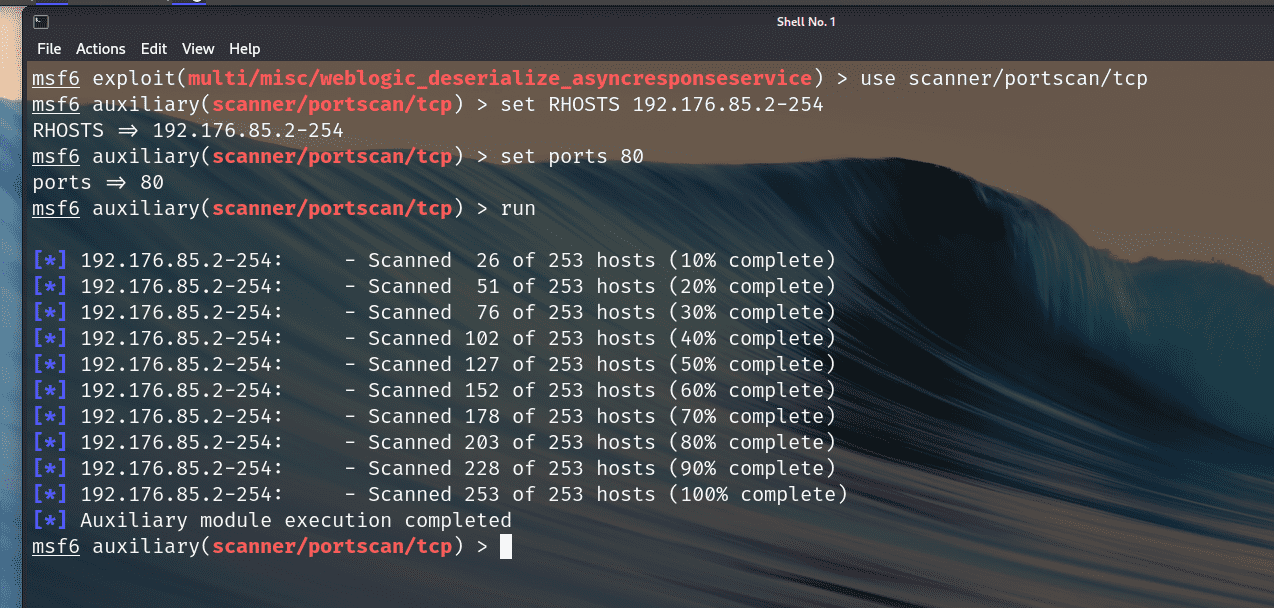 Shell No. 1
File Actions Edit View Help
msf6 exploit(multi/misc/weblogic_deserialize_asyncresponseservice) > use scanner/portscan/tcp
msf6 auxiliary(scanner/portscan/tcp) > set RHOSTS 192.176.85.2-254
RHOSTS => 192.176.85.2-254
msf6 auxiliary(scanner/portscan/tcp) > set ports 80
ports => 80
msf6 auxiliary(scanner/portscan/tcp) > run
[*] 192.176.85.2-254:     - Scanned  26 of 253 hosts (10% complete)
[*] 192.176.85.2-254:     - Scanned  51 of 253 hosts (20% complete)
[*] 192.176.85.2-254:     - Scanned  76 of 253 hosts (30% complete)
[*] 192.176.85.2-254:     - Scanned 102 of 253 hosts (40% complete)
[*] 192.176.85.2-254:     - Scanned 127 of 253 hosts (50% complete)
[*] 192.176.85.2-254:     - Scanned 152 of 253 hosts (60% complete)
[*] 192.176.85.2-254:     - Scanned 178 of 253 hosts (70% complete)
[*] 192.176.85.2-254:     - Scanned 203 of 253 hosts (80% complete)
[*] 192.176.85.2-254:     - Scanned 228 of 253 hosts (90% complete)
[*] 192.176.85.2-254:     - Scanned 253 of 253 hosts (100% complete)
[*] Auxiliary module execution completed
msf6 auxiliary(scanner/portscan/tcp) >